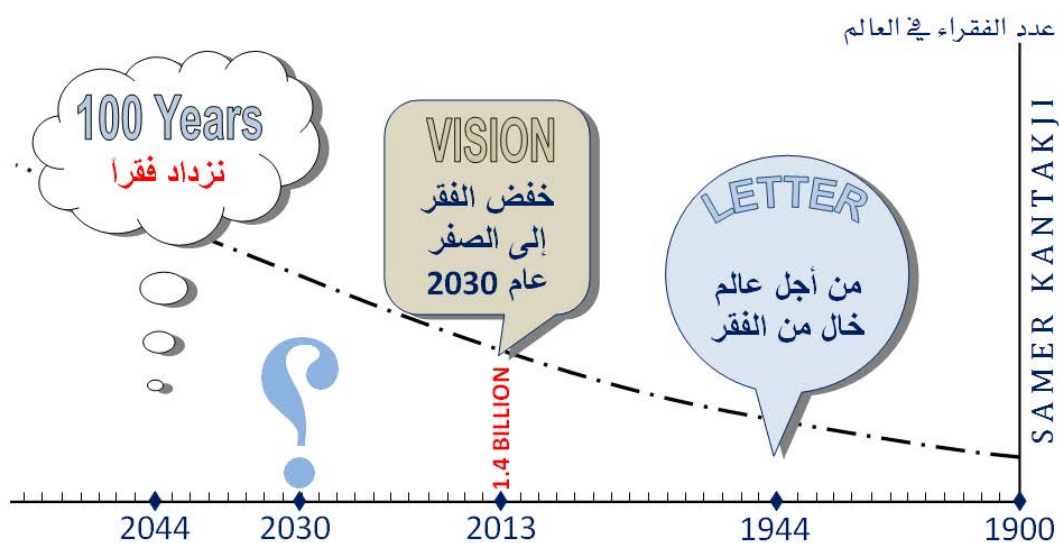 عدد الفقراء في العالم
SAMER KANTAKJI
LETTER
من أجل عالم
خال من الفقر
VISION
خفض الفقر
إلى الصفر
عام 2030
100 Years
نزداد فقراً
؟
1.4 BILLION
1900
1944
2013
2030
2044